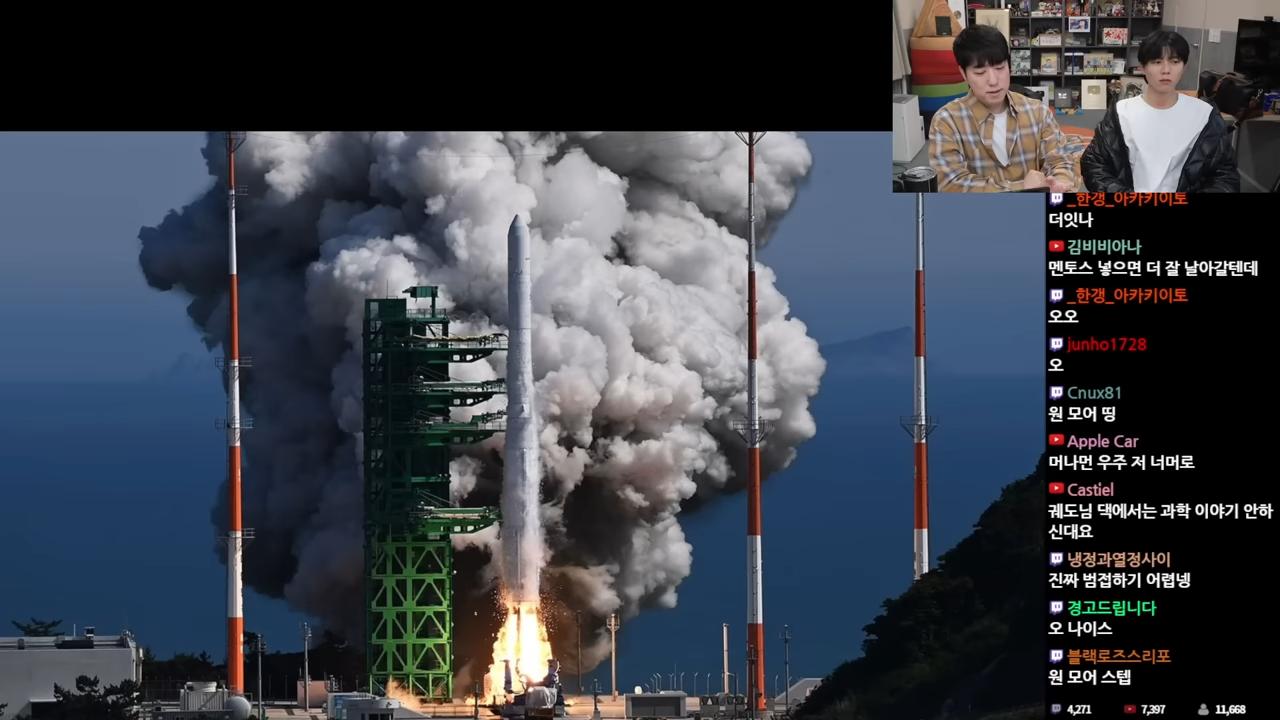 _한갱_아카키이토
더잇나
김비비아나
멘토스 넣으면 더 잘 날아갈텐데
_한갱_아카키이토
오오
junho1728
오
Cnux81
원 모어 띵
Apple Car
머나먼 우주 저 너머로
Castiel
궤도님 댁에서는 과학 이야기 안하
신대요
냉정과열정사이
진짜 범접하기 어렵넹
경고드립니다
오 나이스
블랙로즈스리포
원 모어 스텝
4,271
7,397
11,668